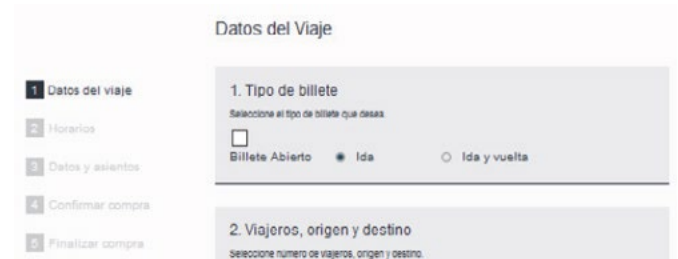 Datos del Viaje
1 Datos del viaje
2 Horarios
3 Datos y asientos
4 Confirmar compra
5 Finalizar compra
1. Tipo de billete
Seleccione el tipo de billete que desea
Billete Abierto Ida Ida y vuelta
2. Viajeros, origen y destino
Seleccione número de viajeros, origen y destino.